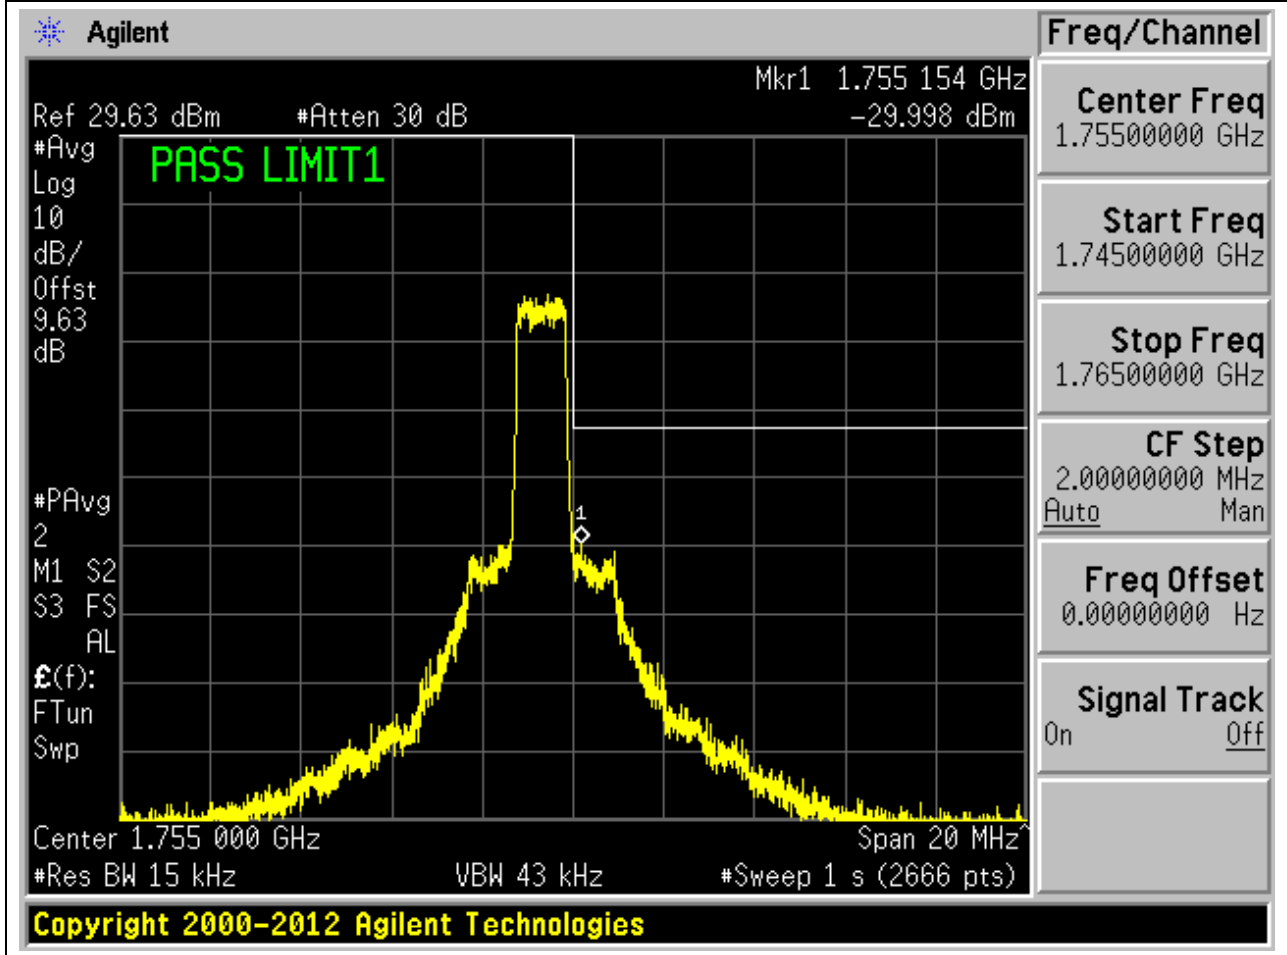 Agilent
Freq/Channel
Mkr1 1.755 154 GHz
Ref 29.63 dBm #Atten 30 dB -29.998 dBm
#Avg
Log
10
dB/
Offst
9.63
dB
#PAvg
2
M1 S2
S3 FS
AL
£(f):
FTun
Swp
PASS LIMIT1
1
Center 1.755 000 GHz Span 20 MHz^
#Res BW 15 kHz VBW 43 kHz #Sweep 1 s (2666 pts)
Copyright 2000-2012 Agilent Technologies
Center Freq
1.75500000 GHz
Start Freq
1.74500000 GHz
Stop Freq
1.76500000 GHz
CF Step
2.00000000 MHz
Auto Man
Freq Offset
0.00000000 Hz
Signal Track
On Off